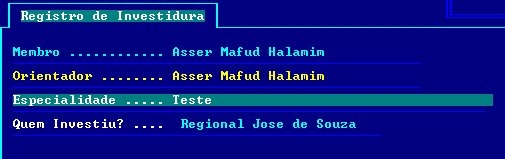 Registro de Investidura
Membro ............ Asser Mafud Halamim
Orientador ........ Asser Mafud Halamim
Especialidade ..... Teste
Quem Investiu? .... Regional Jose de Souza